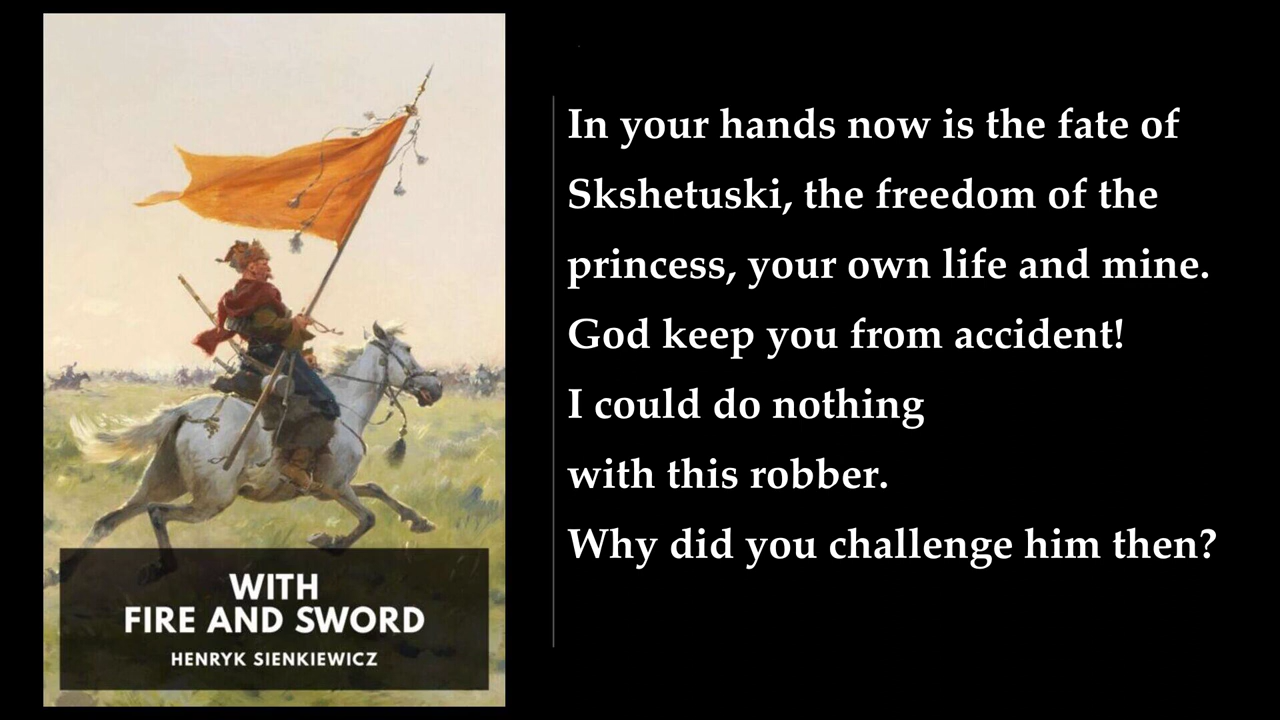 WITH
FIRE AND SWORD
HENRYK SIENKIEWICZ
In your hands now is the fate of
Skshetuski, the freedom of the
princess, your own life and mine.
God keep you from accident!
I could do nothing
with this robber.
Why did you challenge him then?